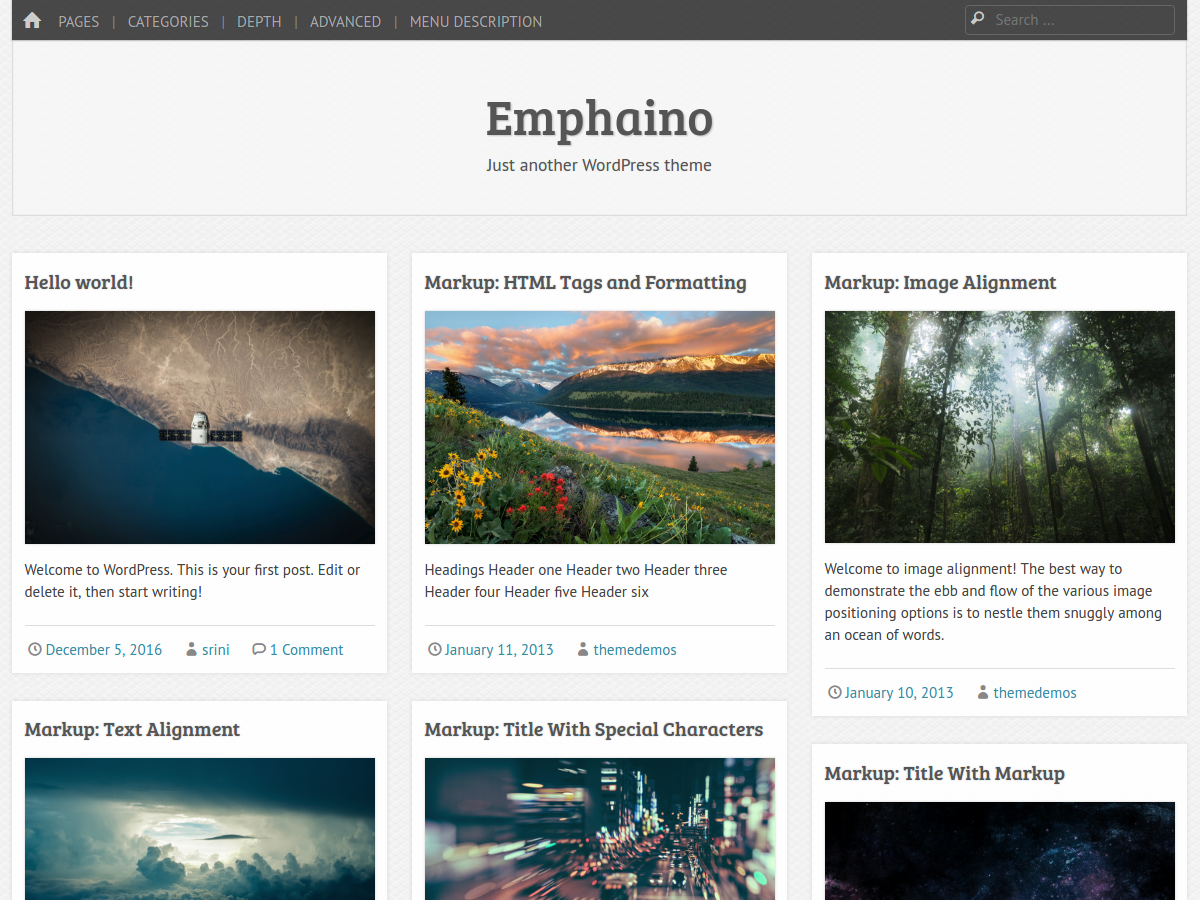 PAGES | CATEGORIES | DEPTH | ADVANCED | MENU DESCRIPTION
Search ...
Emphaino
Just another WordPress theme
Hello world!
Welcome to WordPress. This is your first post. Edit or
delete it, then start writing!
December 5, 2016 srini 1 Comment
Markup: HTML Tags and Formatting
Headings Header one Header two Header three
Header four Header five Header six
January 11, 2013 themedemos
Markup: Image Alignment
Welcome to image alignment! The best way to
demonstrate the ebb and flow of the various image
positioning options is to nestle them snuggly among
an ocean of words.
January 10, 2013 themedemos
Markup: Text Alignment
Markup: Title With Special Characters
Markup: Title With Markup